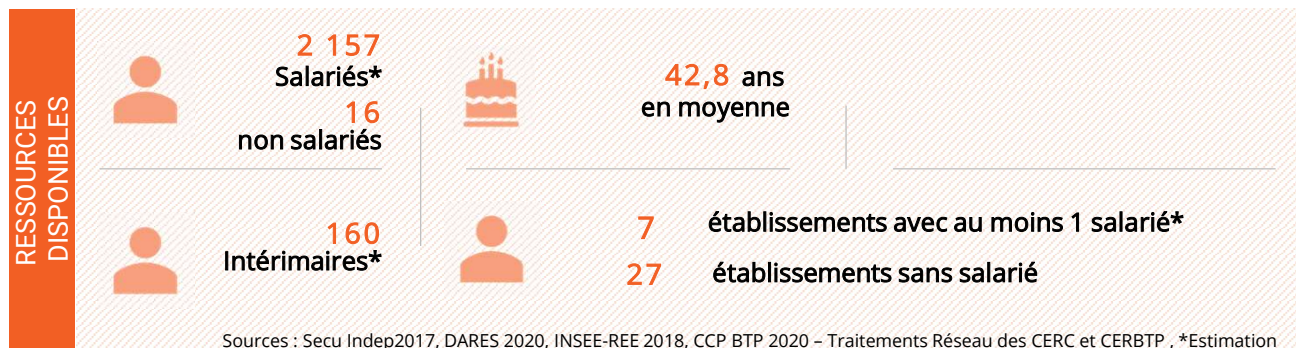 RESSOURCES
DISPONIBLES
2 157
Salariés*
16
non salariés
42,8 ans
en moyenne
160
Intérimaires*
7 établissements avec au moins 1 salarié*
27 établissements sans salarié
Sources : Secu Indep2017, DARES 2020, INSEE-REE 2018, CCP BTP 2020 – Traitements Réseau des CERC et CERBTP , *Estimation